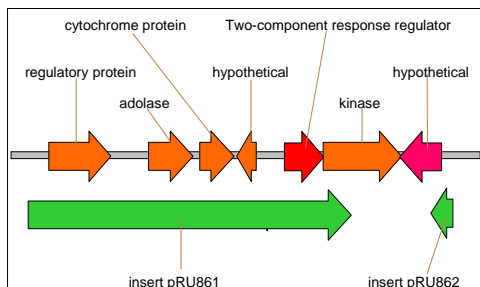 cytochrome protein
Two-component response regulator
regulatory protein
hypothetical
hypothetical
adolase
kinase
insert pRU861
insert pRU862